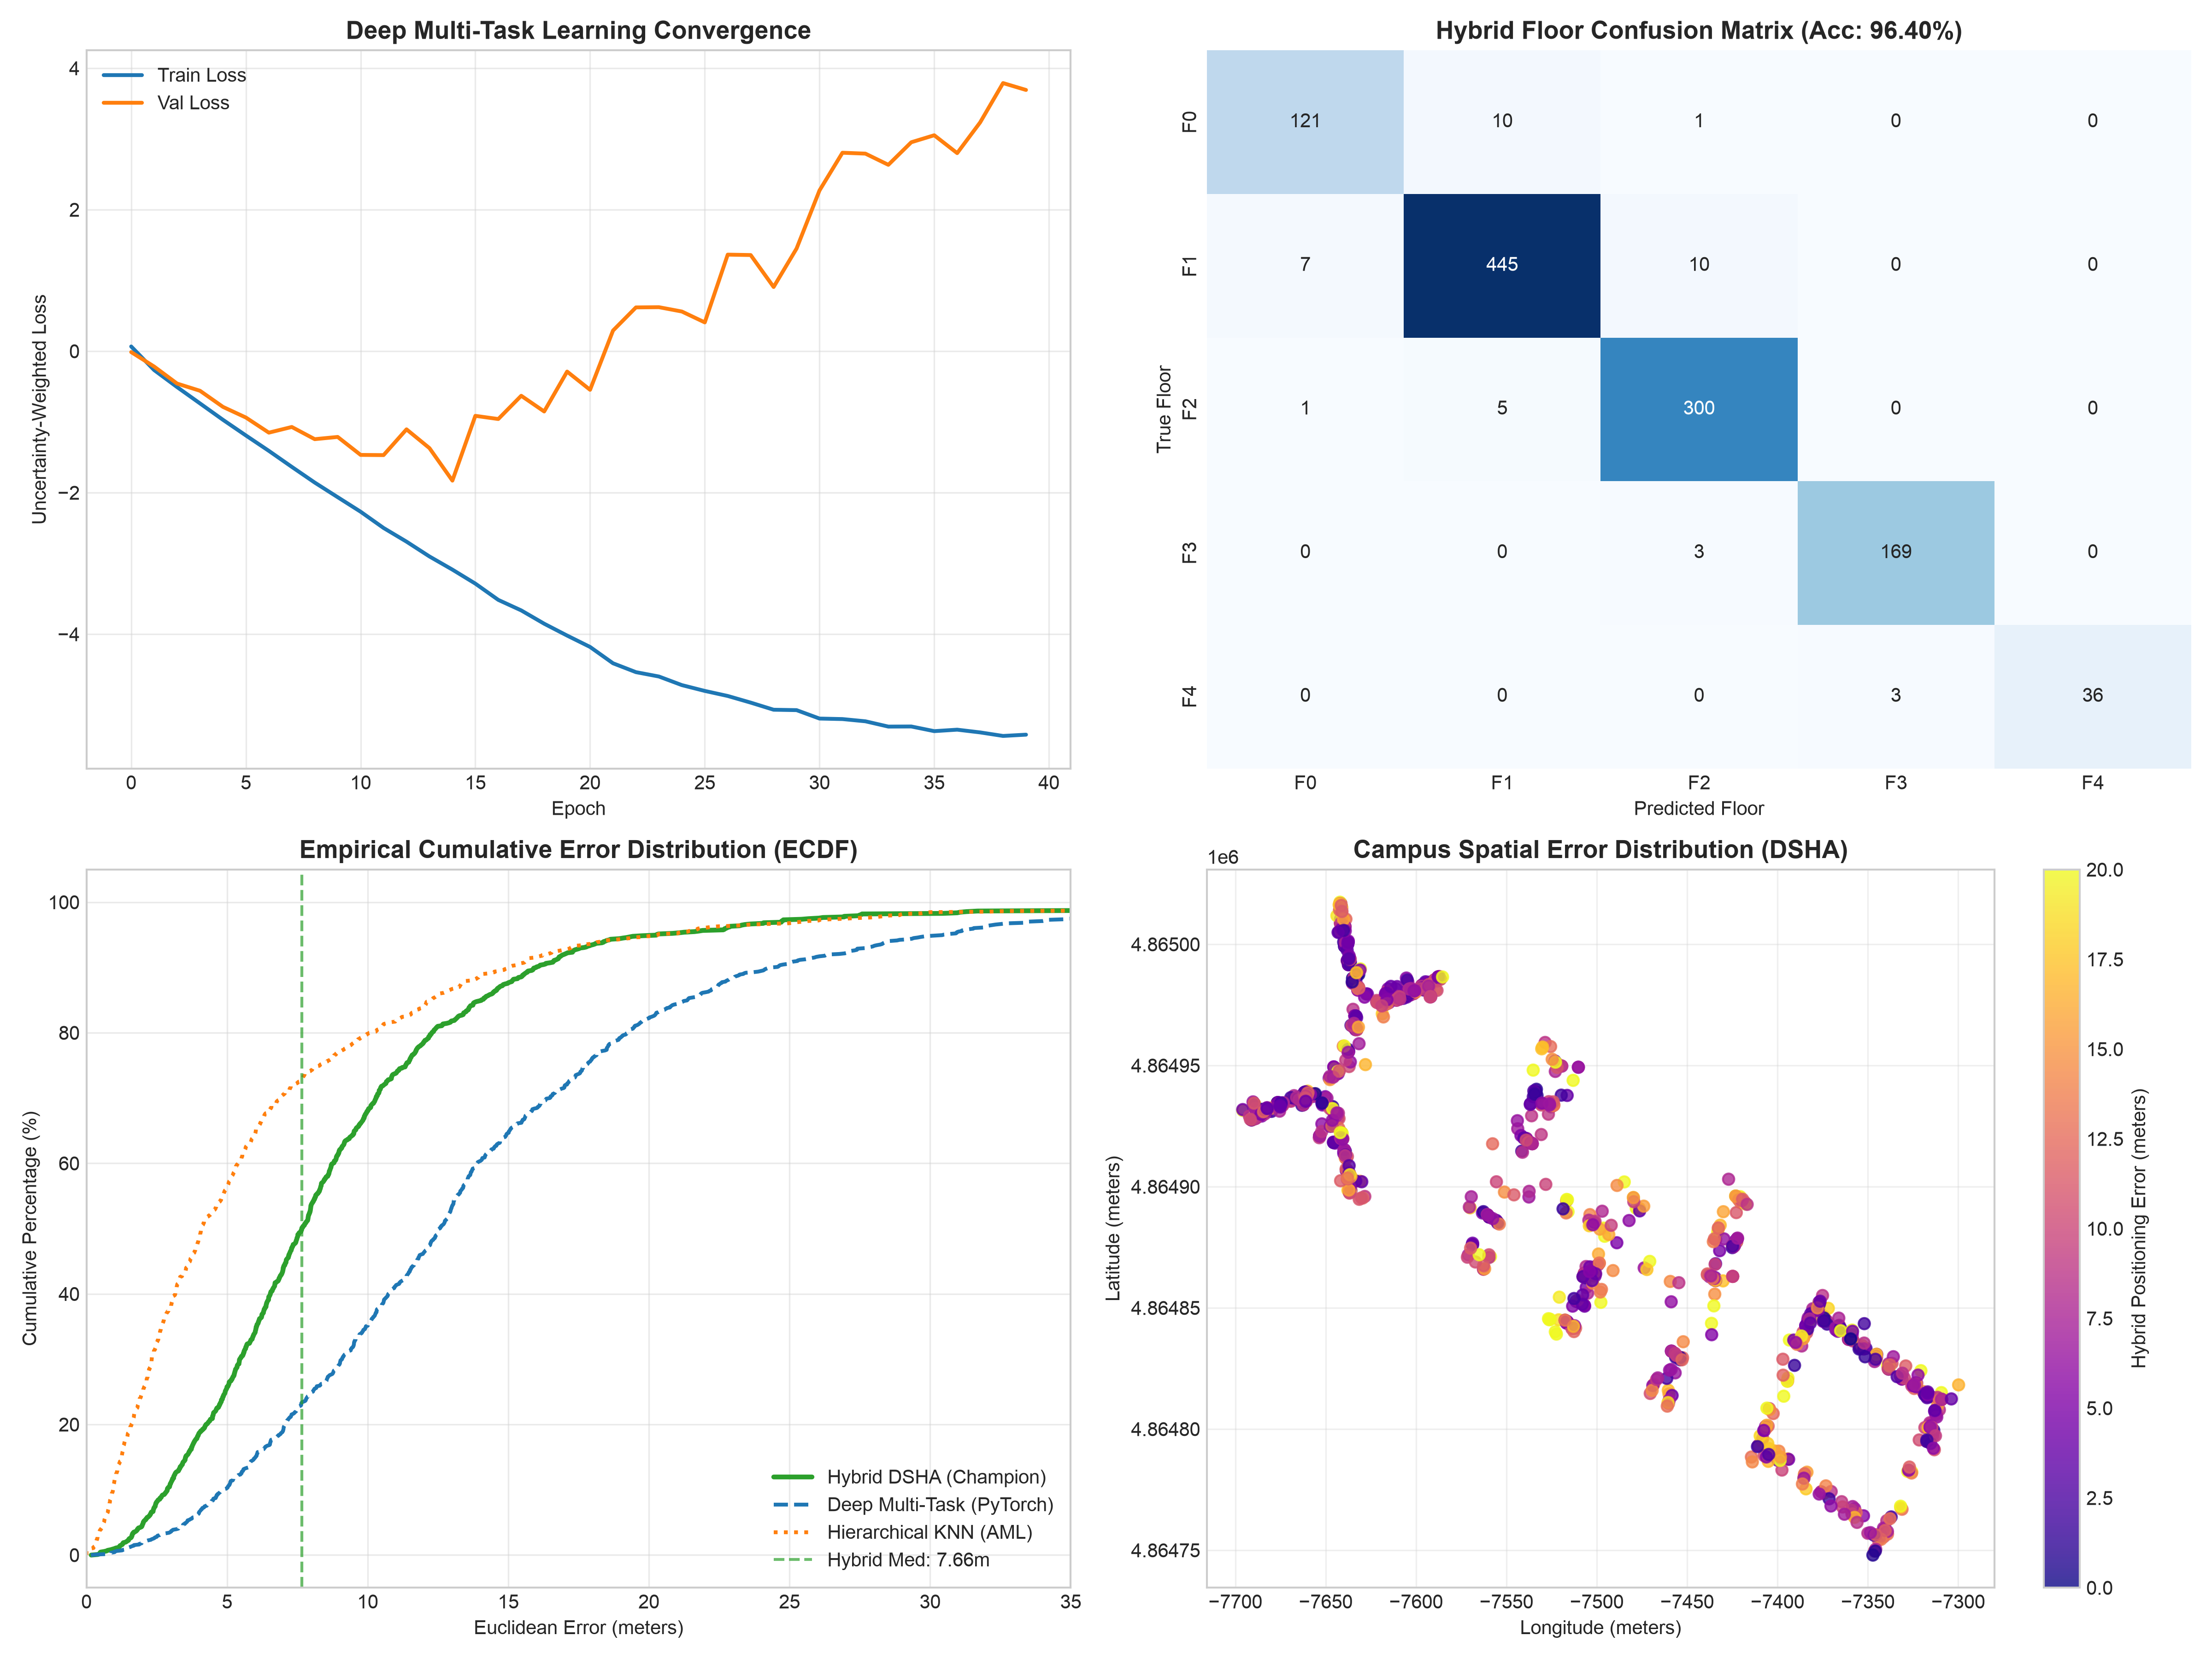 Deep Multi-Task Learning Convergence
Train Loss
Val Loss
4
2
0
−2
−4
Uncertainty-Weighted Loss
0 5 10 15 20 25 30 35 40
Epoch
Hybrid Floor Confusion Matrix (Acc: 96.40%)
F0 121 10 1 0 0
F1 7 445 10 0 0
F2 1 5 300 0 0
F3 0 0 3 169 0
F4 0 0 0 3 36
True Floor
F0 F1 F2 F3 F4
Predicted Floor
Empirical Cumulative Error Distribution (ECDF)
100
80
60
40
20
0
Cumulative Percentage (%)
Hybrid DSHA (Champion)
Deep Multi-Task (PyTorch)
Hierarchical KNN (AML)
Hybrid Med: 7.66m
0 5 10 15 20 25 30 35
Euclidean Error (meters)
Campus Spatial Error Distribution (DSHA)
1e6
4.86500
4.86495
4.86490
4.86485
4.86480
4.86475
Latitude (meters)
−7700 −7650 −7600 −7550 −7500 −7450 −7400 −7350 −7300
Longitude (meters)
20.0
17.5
15.0
12.5
10.0
7.5
5.0
2.5
0.0
Hybrid Positioning Error (meters)